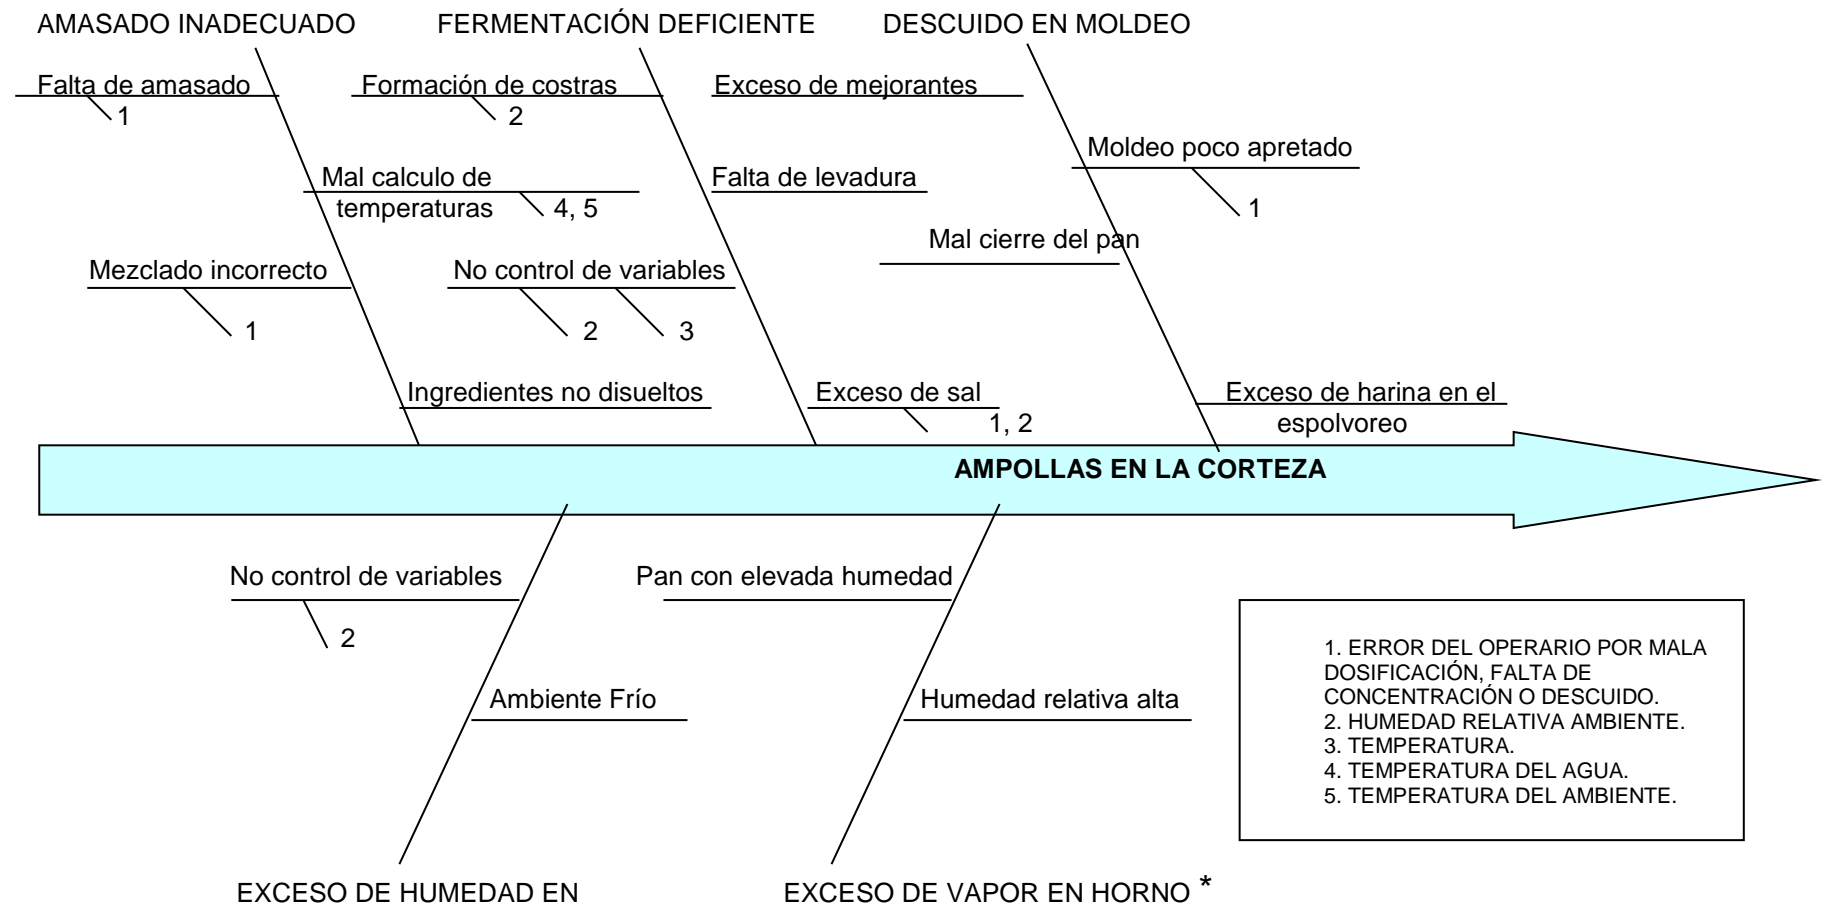 AMASADO INADECUADO
FERMENTACIÓN DEFICIENTE
DESCUIDO EN MOLDEO
Falta de amasado
1
Formación de costras
2
Exceso de mejorantes
Moldeo poco apretado
1
Mal calculo de
temperaturas
4, 5
Falta de levadura
Mal cierre del pan
Mezclado incorrecto
1
No control de variables
2
3
Ingredientes no disueltos
Exceso de sal
1, 2
Exceso de harina en el
espolvoreo
AMPOLLAS EN LA CORTEZA
No control de variables
2
Pan con elevada humedad
Ambiente Frío
Humedad relativa alta
1. ERROR DEL OPERARIO POR MALA
DOSIFICACIÓN, FALTA DE
CONCENTRACIÓN O DESCUIDO.
2. HUMEDAD RELATIVA AMBIENTE.
3. TEMPERATURA.
4. TEMPERATURA DEL AGUA.
5. TEMPERATURA DEL AMBIENTE.
EXCESO DE HUMEDAD EN
EXCESO DE VAPOR EN HORNO *